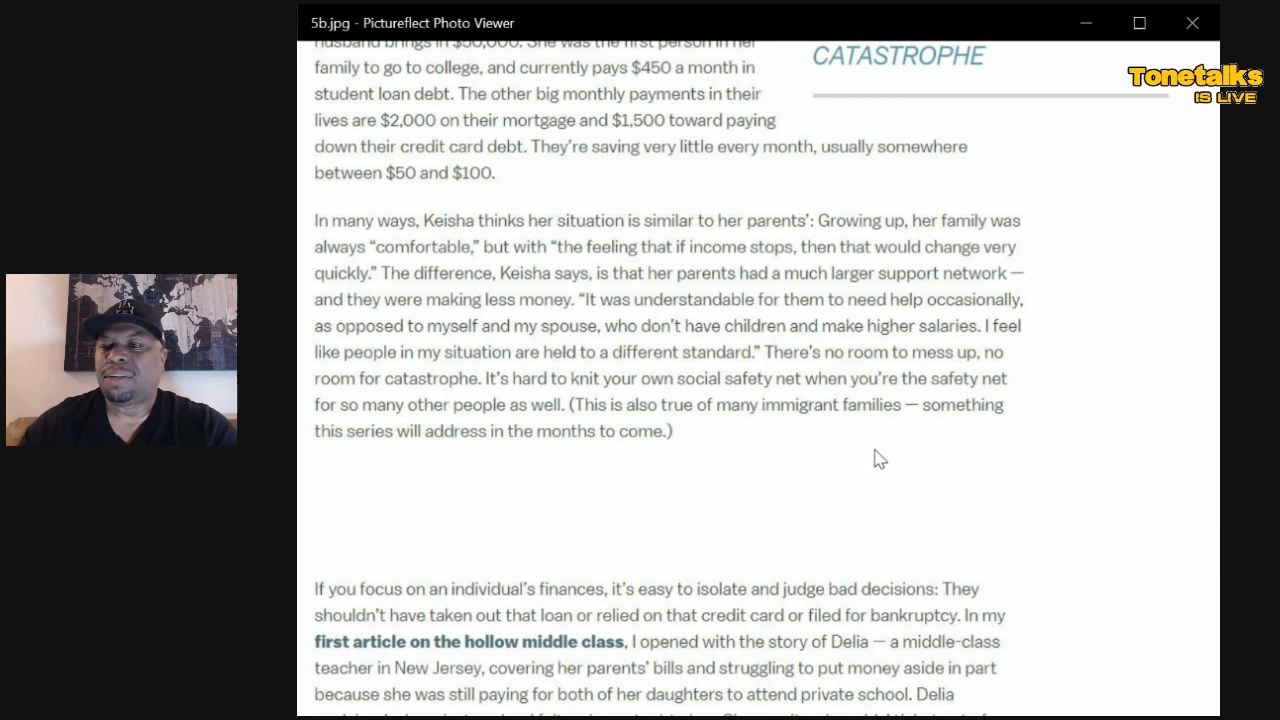 5b.jpg - Pictureflect Photo Viewer
husband brings in $50,000. She was the first person in her
family to go to college, and currently pays $450 a month in
student loan debt. The other big monthly payments in their
lives are $2,000 on their mortgage and $1,500 toward paying
down their credit card debt. They’re saving very little every month, usually somewhere
between $50 and $100.
CATASTROPHE
Tonetalks
IS LIVE
In many ways, Keisha thinks her situation is similar to her parents’: Growing up, her family was
always “comfortable,” but with “the feeling that if income stops, then that would change very
quickly.” The difference, Keisha says, is that her parents had a much larger support network —
and they were making less money. “It was understandable for them to need help occasionally,
as opposed to myself and my spouse, who don’t have children and make higher salaries. I feel
like people in my situation are held to a different standard.” There’s no room to mess up, no
room for catastrophe. It’s hard to knit your own social safety net when you’re the safety net
for so many other people as well. (This is also true of many immigrant families — something
this series will address in the months to come.)
If you focus on an individual’s finances, it’s easy to isolate and judge bad decisions: They
shouldn’t have taken out that loan or relied on that credit card or filed for bankruptcy. In my
first article on the hollow middle class, I opened with the story of Delia — a middle-class
teacher in New Jersey, covering her parents’ bills and struggling to put money aside in part
because she was still paying for both of her daughters to attend private school. Delia